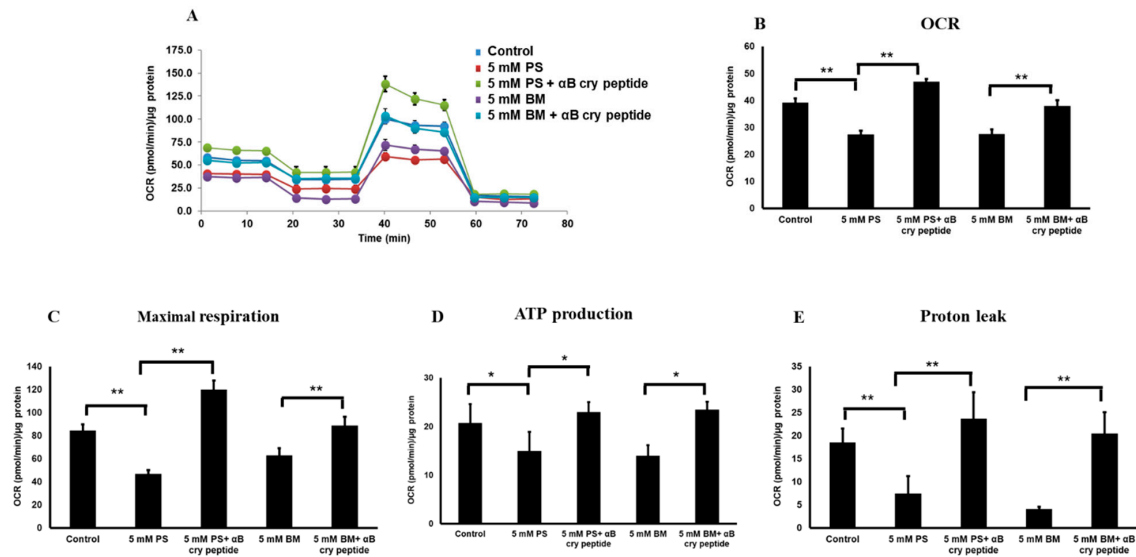 A
OCR (pmol/min)/µg protein
175.0
150.0
125.0
100.0
75.0
50.0
25.0
0.0
0 10 20 30 40 50 60 70 80
Time (min)
Control
5 mM PS
5 mM PS + αB cry peptide
5 mM BM
5 mM BM + αB cry peptide
B OCR
OCR (pmol/min)/µg protein
60
50
40
30
20
10
0
** ** **
Control 5 mM PS 5 mM PS+ αB 5 mM BM 5 mM BM+ αB
cry peptide cry peptide
C Maximal respiration
OCR (pmol/min)/µg protein
140
120
100
80
60
40
20
0
** ** **
Control 5 mM PS 5 mM PS+ αB 5 mM BM 5 mM BM+ αB
cry peptide cry peptide
D ATP production
OCR (pmol/min)/µg protein
30
20
10
0
* * *
Control 5 mM PS 5 mM PS+ αB 5 mM BM 5 mM BM+ αB
cry peptide cry peptide
E Proton leak
OCR (pmol/min)/µg protein
35
30
25
20
15
10
5
0
** ** **
Control 5 mM PS 5 mM PS+ αB 5 mM BM 5 mM BM+ αB
cry peptide cry peptide